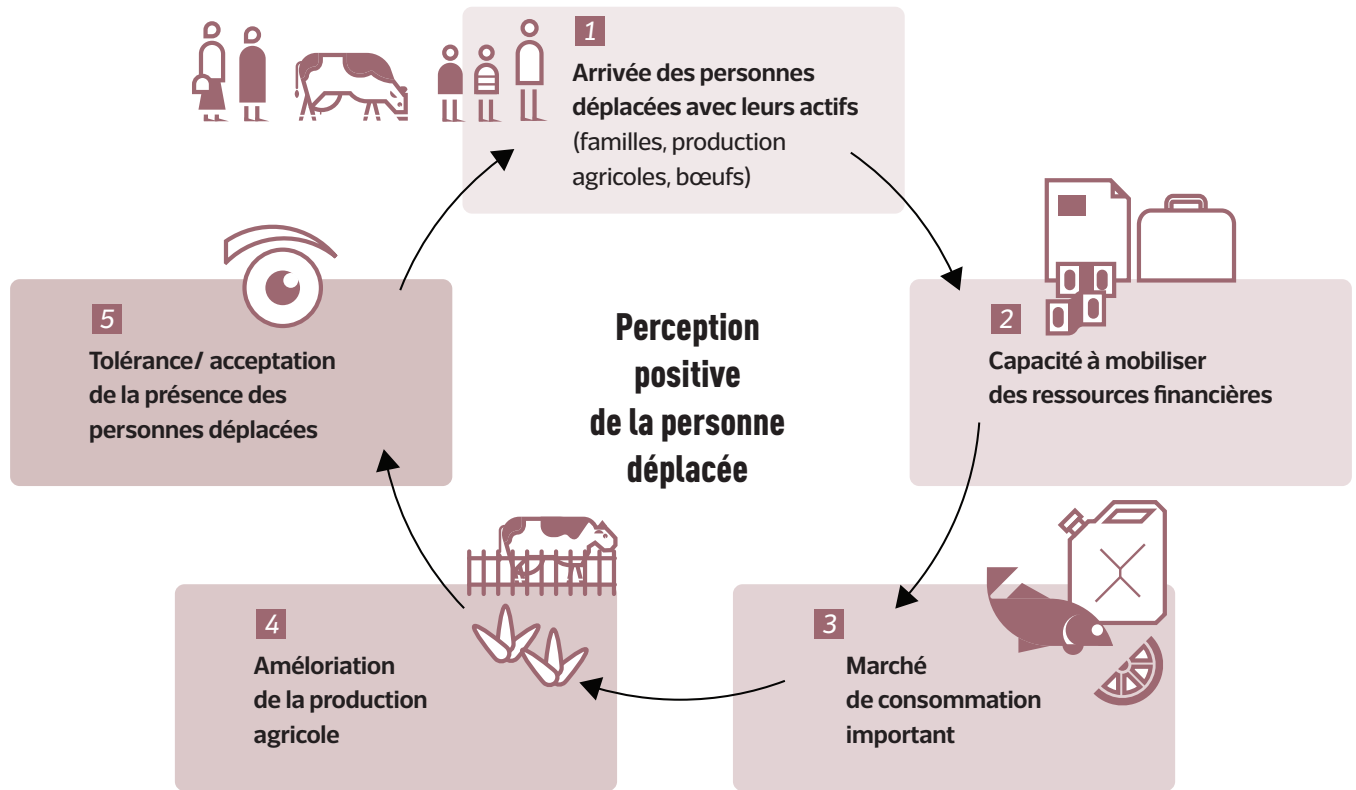 1
Arrivée des personnes
déplacées avec leurs actifs
(familles, production
agricoles, bœufs)
2
Capacité à mobiliser
des ressources financières
3
Marché
de consommation
important
4
Améloriation
de la production
agricole
5
Tolérance/ acceptation
de la présence des
personnes déplacées
Perception
positive
de la personne
déplacée